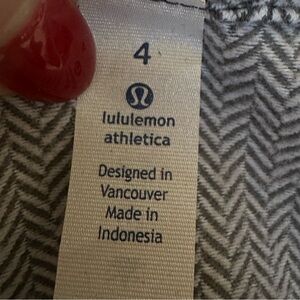 4
lululemon
athletica
Designed in
Vancouver
Made in
Indonesia